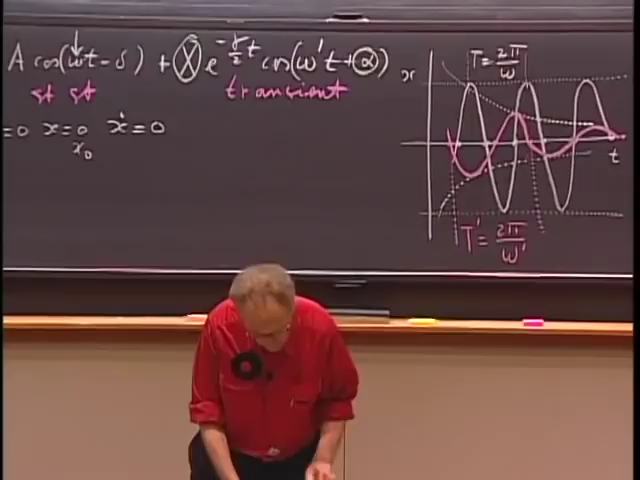 A cos(ωt - δ) + X e^{-γ/2 t} cos(ω't + α)
st st transient
=0 x=0 ẋ=0
x₀
x T = 2π/ω
t
T' = 2π/ω'